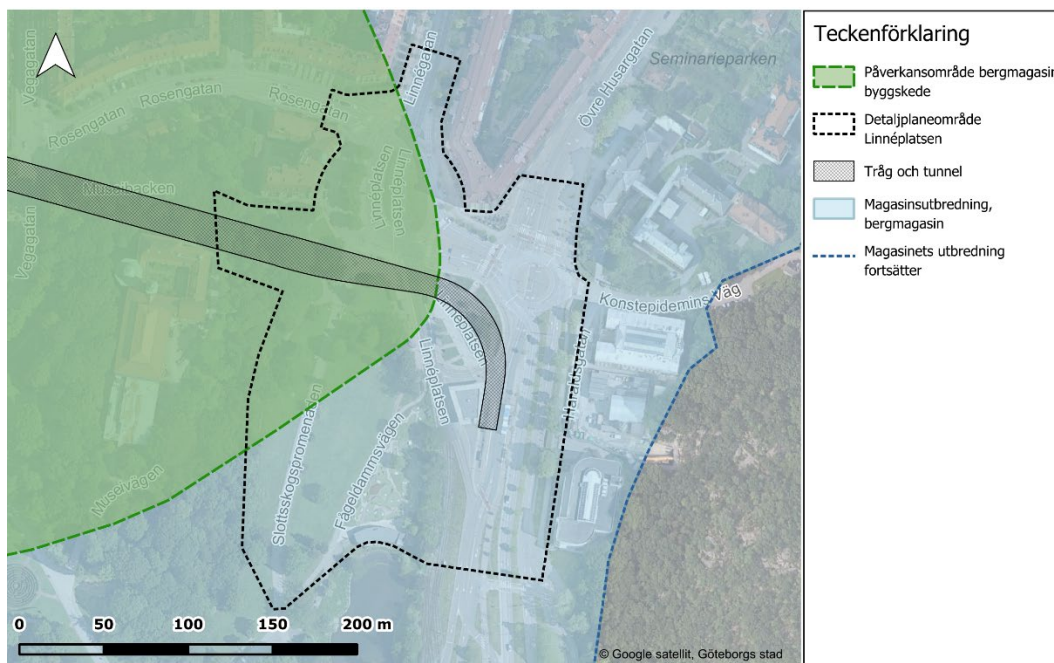 Vegagatan
Rosengatan
Rosengatan
Rosengatan
Linnégatan
Övre Husargatan
Seminarieparken
Linnéplatsen
Linnéplatsen
Museibacken
Vegagatan
Konstepidemins Väg
Linnéplatsen
Linnéplatsen
Slottsskogspromenaden
Fågeldammsvägen
Museivägen
0 50 100 150 200 m
© Google satellit, Göteborgs stad
Teckenförklaring
Påverkansområde bergmagasin
byggskede
Detaljplaneområde
Linnéplatsen
Tråg och tunnel
Magasinsutbredning,
bergmagasin
Magasinets utbredning
fortsätter